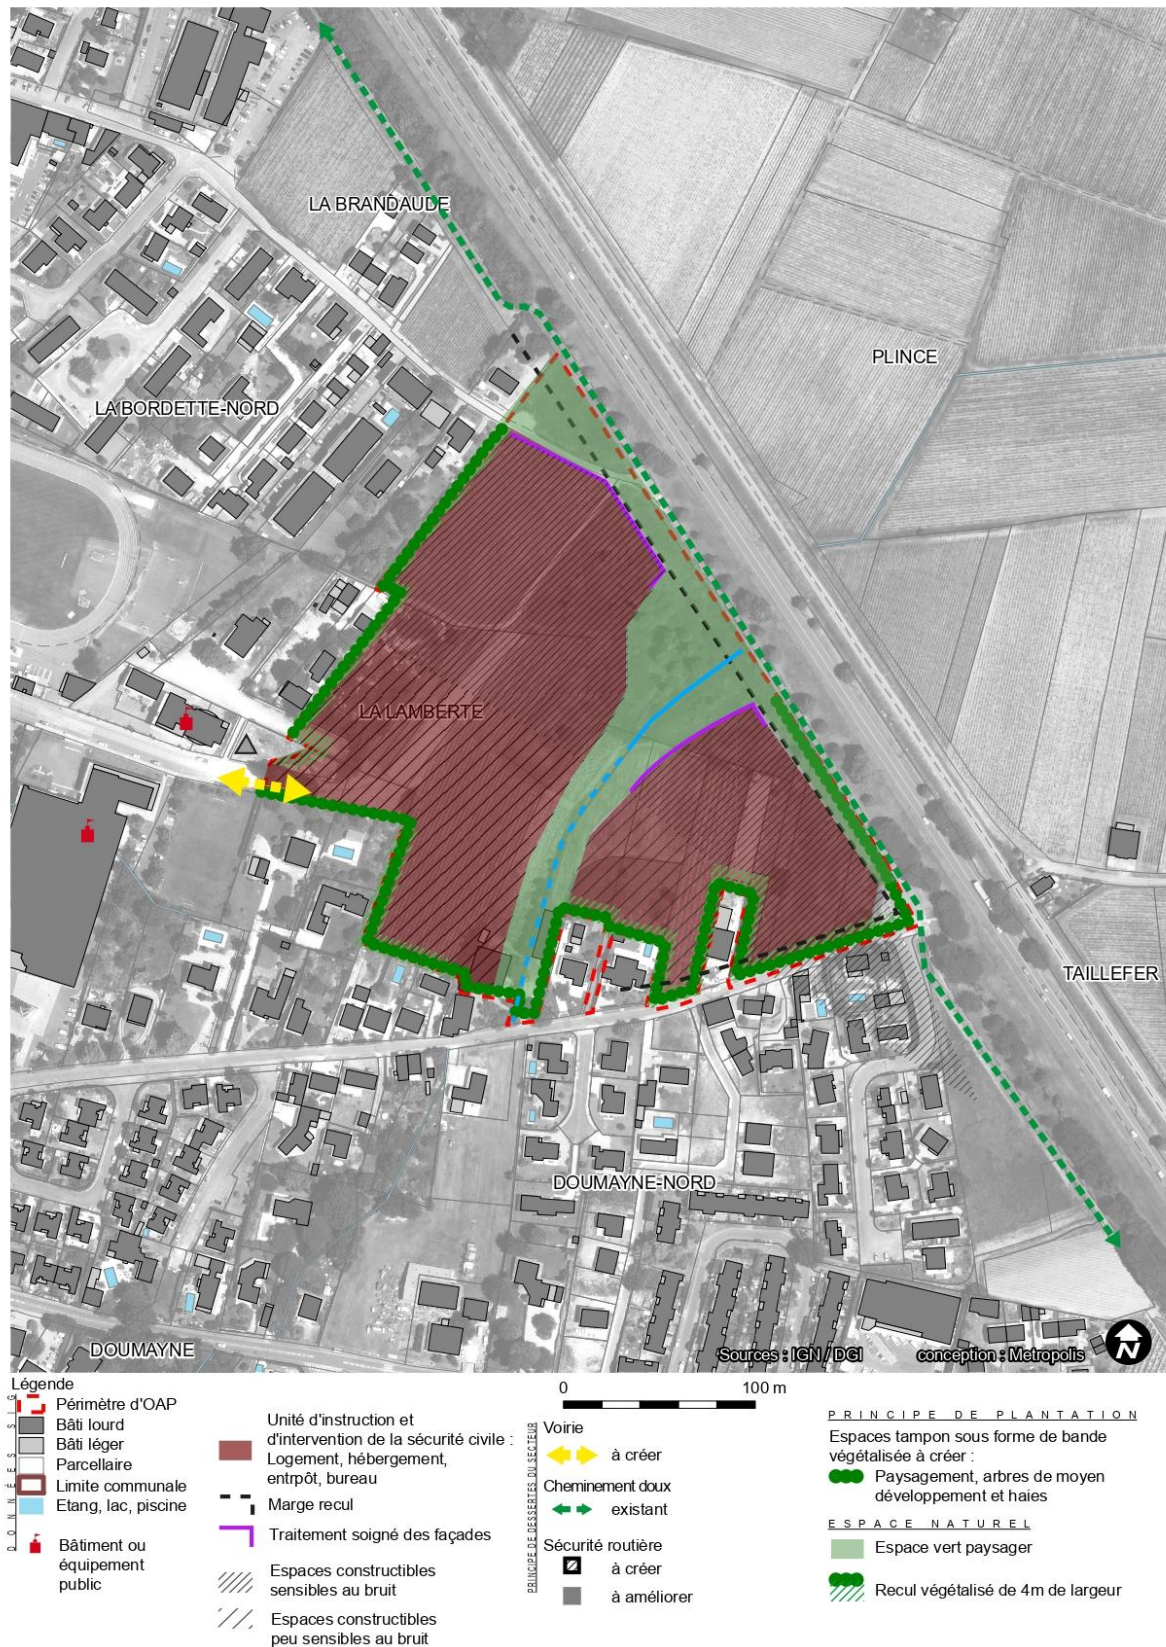 LA BRANDAUDE
PLINCE
LA BORDETTE-NORD
LA LAMBERTE
TAILLEFER
DOUMAYNE-NORD
DOUMAYNE
Sources : IGN / DGI
conception : Metropolis
N
Légende
DONNÉES SIG
Périmètre d'OAP
Bâti lourd
Bâti léger
Parcellaire
Limite communale
Etang, lac, piscine
Bâtiment ou
équipement
public
Unité d'instruction et
d'intervention de la sécurité civile :
Logement, hébergement,
entrpôt, bureau
Marge recul
Traitement soigné des façades
Espaces constructibles
sensibles au bruit
Espaces constructibles
peu sensibles au bruit
0 100 m
PRINCIPE DE DESSERTES DU SECTEUR
Voirie
à créer
Cheminement doux
existant
Sécurité routière
à créer
à améliorer
PRINCIPE DE PLANTATION
Espaces tampon sous forme de bande
végétalisée à créer :
Paysagement, arbres de moyen
développement et haies
ESPACE NATUREL
Espace vert paysager
Recul végétalisé de 4m de largeur